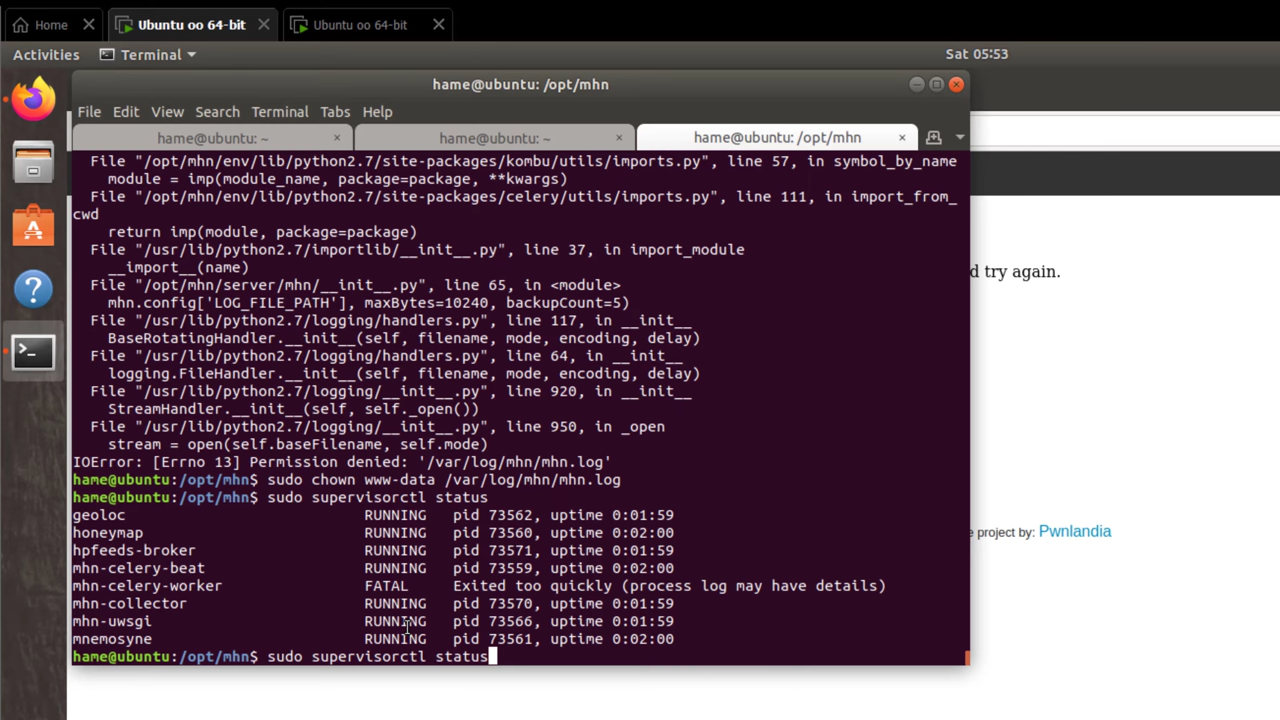 Home
Ubuntu oo 64-bit
Ubuntu oo 64-bit
Activities
Terminal
Sat 05:53
hame@ubuntu: /opt/mhn
File Edit View Search Terminal Tabs Help
hame@ubuntu: ~
hame@ubuntu: ~
hame@ubuntu: /opt/mhn
File "/opt/mhn/env/lib/python2.7/site-packages/kombu/utils/imports.py", line 57, in symbol_by_name
module = imp(module_name, package=package, **kwargs)
File "/opt/mhn/env/lib/python2.7/site-packages/celery/utils/imports.py", line 111, in import_from_
cwd
return imp(module, package=package)
File "/usr/lib/python2.7/importlib/__init__.py", line 37, in import_module
__import__(name)
File "/opt/mhn/server/mhn/__init__.py", line 65, in <module>
mhn.config['LOG_FILE_PATH'], maxBytes=10240, backupCount=5)
File "/usr/lib/python2.7/logging/handlers.py", line 117, in __init__
BaseRotatingHandler.__init__(self, filename, mode, encoding, delay)
File "/usr/lib/python2.7/logging/handlers.py", line 64, in __init__
logging.FileHandler.__init__(self, filename, mode, encoding, delay)
File "/usr/lib/python2.7/logging/__init__.py", line 920, in __init__
StreamHandler.__init__(self, self._open())
File "/usr/lib/python2.7/logging/__init__.py", line 950, in _open
stream = open(self.baseFilename, self.mode)
IOError: [Errno 13] Permission denied: '/var/log/mhn/mhn.log'
hame@ubuntu:/opt/mhn$ sudo chown www-data /var/log/mhn/mhn.log
hame@ubuntu:/opt/mhn$ sudo supervisorctl status
geoloc RUNNING pid 73562, uptime 0:01:59
honeymap RUNNING pid 73560, uptime 0:02:00
hpfeeds-broker RUNNING pid 73571, uptime 0:01:59
mhn-celery-beat RUNNING pid 73559, uptime 0:02:00
mhn-celery-worker FATAL Exited too quickly (process log may have details)
mhn-collector RUNNING pid 73570, uptime 0:01:59
mhn-uwsgi RUNNING pid 73566, uptime 0:01:59
mnemosyne RUNNING pid 73561, uptime 0:02:00
hame@ubuntu:/opt/mhn$ sudo supervisorctl status
d try again.
e project by: Pwnlandia